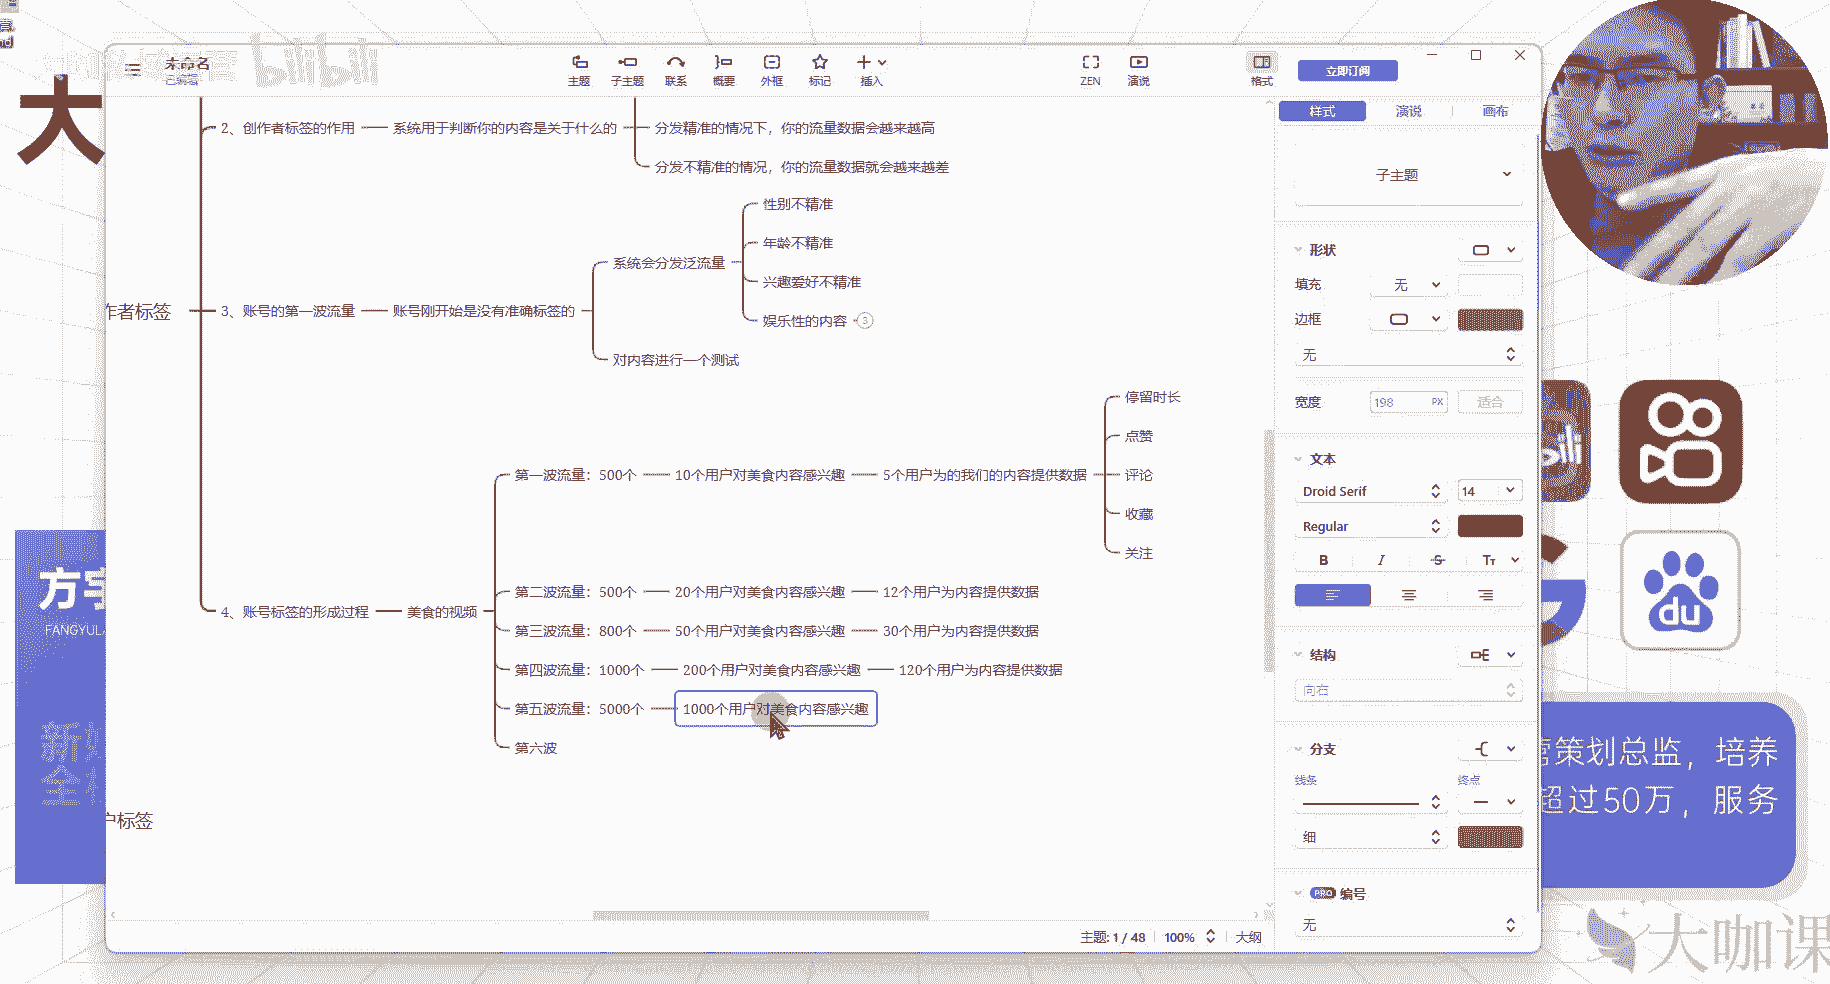 未命名
已编辑
bilibili
主题
子主题
联系
概要
外框
标记
插入
ZEN
演说
格式
立即订阅
大
2、创作者标签的作用
系统用于判断你的内容是关于什么的
分发精准的情况下，你的流量数据会越来越高
分发不精准的情况，你的流量数据就会越来越差
作者标签
3、账号的第一波流量
账号刚开始是没有准确标签的
系统会分发泛流量
性别不精准
年龄不精准
兴趣爱好不精准
娱乐性的内容
3
对内容进行一个测试
4、账号标签的形成过程
美食的视频
第一波流量：500个
10个用户对美食内容感兴趣
5个用户为的我们的内容提供数据
停留时长
点赞
评论
收藏
关注
第二波流量：500个
20个用户对美食内容感兴趣
12个用户为内容提供数据
第三波流量：800个
50个用户对美食内容感兴趣
30个用户为内容提供数据
第四波流量：1000个
200个用户对美食内容感兴趣
120个用户为内容提供数据
第五波流量：5000个
1000个用户对美食内容感兴趣
第六波
户标签
主题: 1 / 48
100%
大纲
样式
演说
画布
子主题
形状
填充
无
边框
无
宽度
198
PX
适合
文本
Droid Serif
14
Regular
B
I
S
TT
结构
向右
分支
线条
终点
细
PRO
编号
无
方宇
FANGYUL
新
全
du
营策划总监，培养
超过50万，服务
大咖课